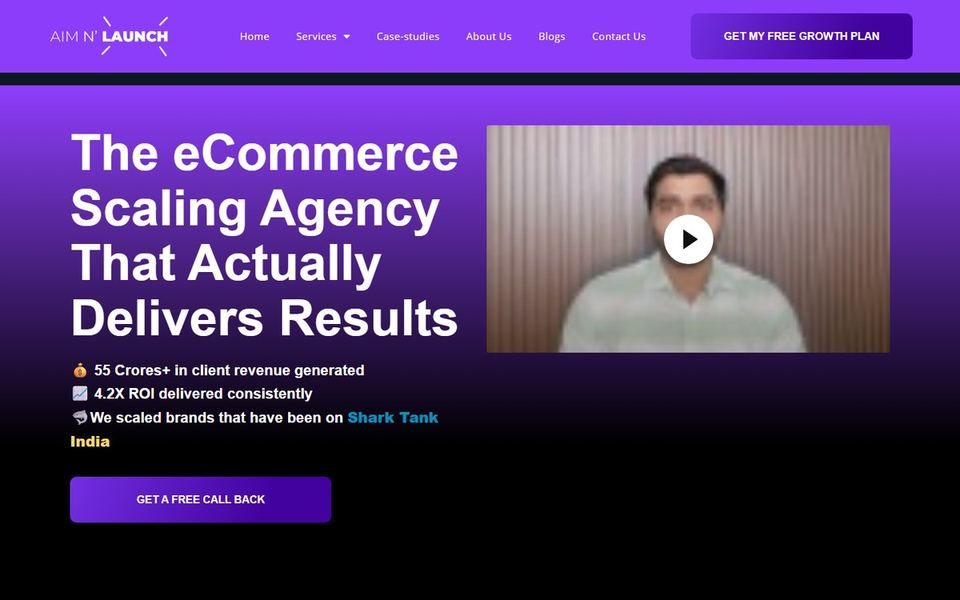 AIM N' LAUNCH
Home
Services
Case-studies
About Us
Blogs
Contact Us
GET MY FREE GROWTH PLAN
The eCommerce
Scaling Agency
That Actually
Delivers Results
55 Crores+ in client revenue generated
4.2X ROI delivered consistently
We scaled brands that have been on Shark Tank
India
GET A FREE CALL BACK